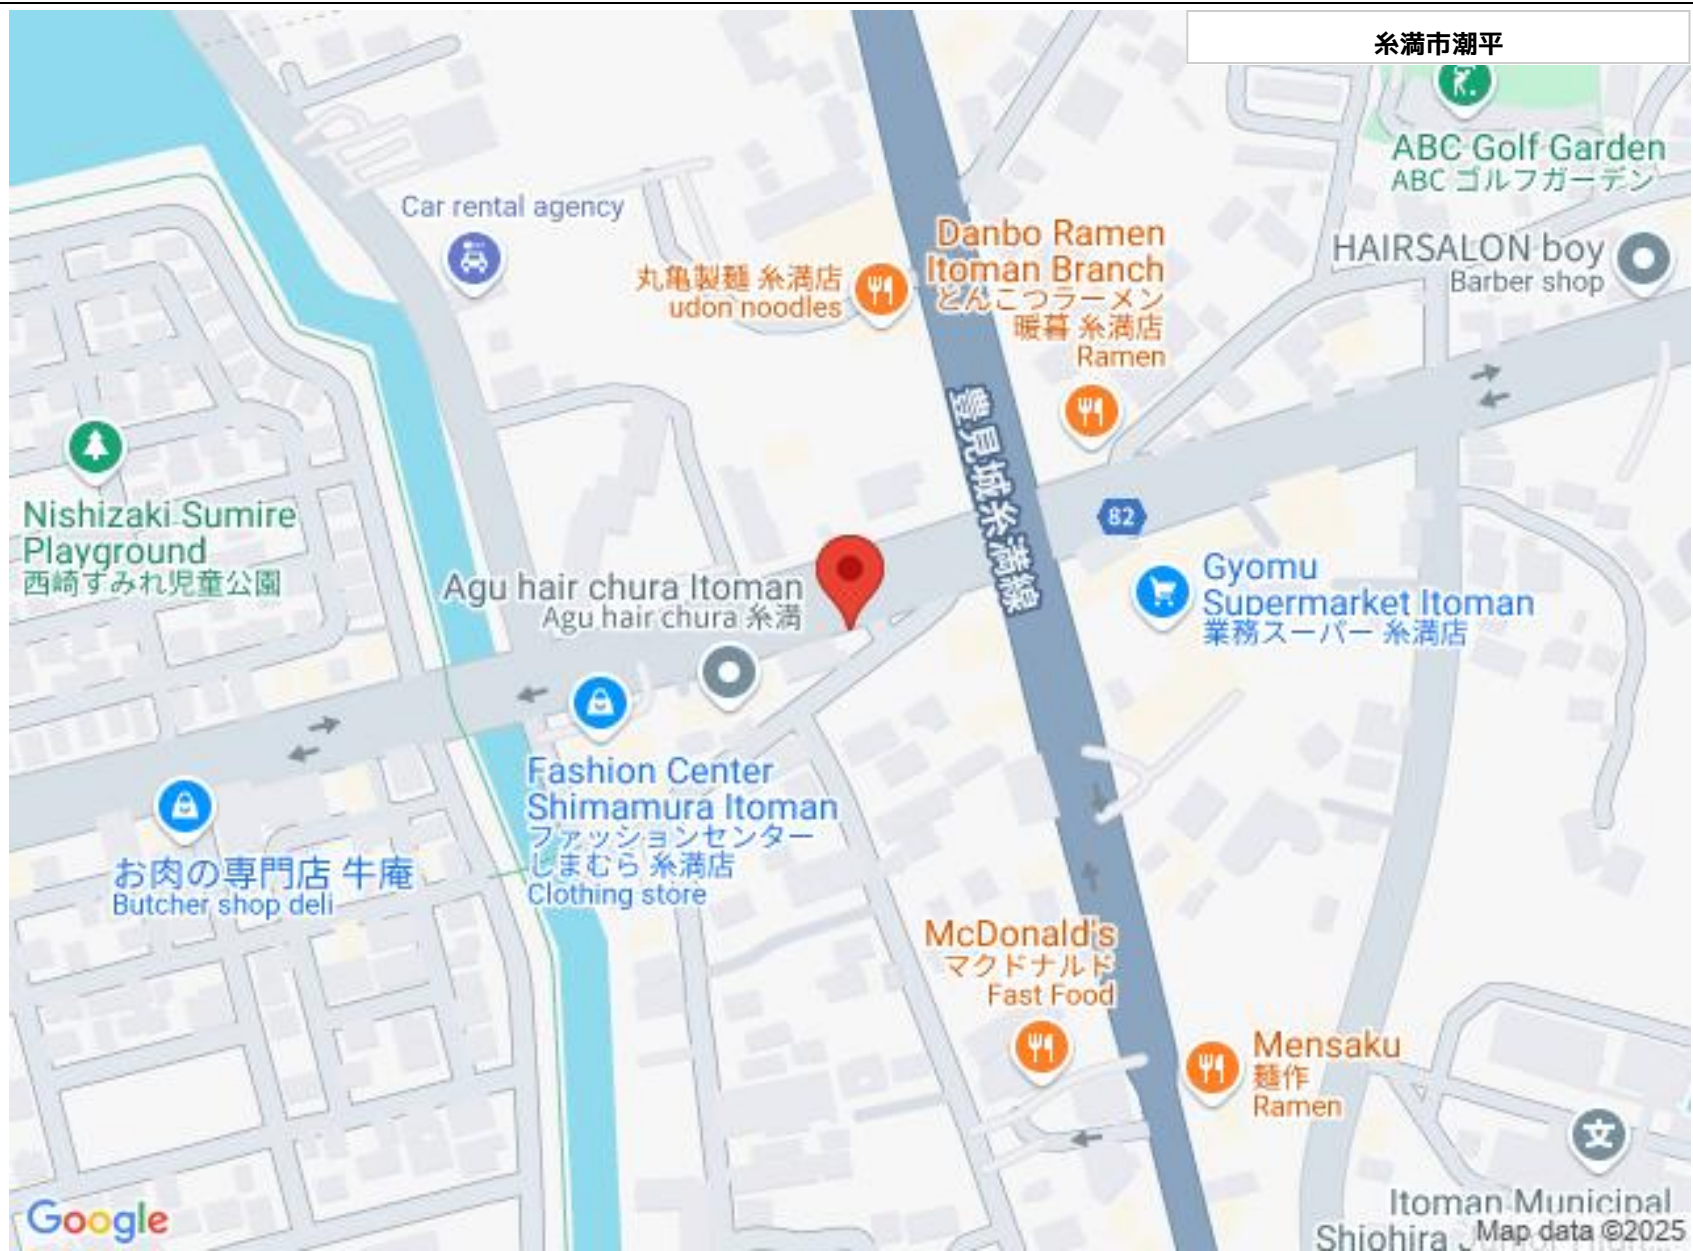 糸満市潮平
ABC Golf Garden
ABC ゴルフガーデン
Car rental agency
Danbo Ramen
Itoman Branch
とんこつラーメン
暖暮 糸満店
Ramen
HAIRSALON boy
Barber shop
丸亀製麺 糸満店
udon noodles
豊見城糸満線
82
Nishizaki Sumire
Playground
西崎すみれ児童公園
Agu hair chura Itoman
Agu hair chura 糸満
Gyomu
Supermarket Itoman
業務スーパー 糸満店
Fashion Center
Shimamura Itoman
ファッションセンター
しまむら 糸満店
Clothing store
お肉の専門店 牛庵
Butcher shop deli
McDonald's
マクドナルド
Fast Food
Mensaku
麺作
Ramen
文
Itoman Municipal
Shiohira
Google
Map data ©2025